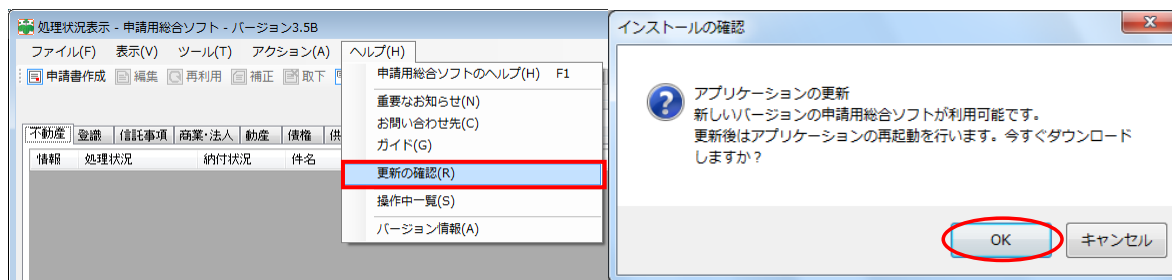 処理状況表示 - 申請用総合ソフト - バージョン3.5B
ファイル(F) 表示(V) ツール(T) アクション(A) ヘルプ(H)
申請書作成 編集 再利用 補正 取下
申請用総合ソフトのヘルプ(H) F1
重要なお知らせ(N)
お問い合わせ先(C)
ガイド(G)
更新の確認(R)
操作中一覧(S)
バージョン情報(A)
不動産 登識 信託事項 商業・法人 動産 債権 供
情報 処理状況 納付状況 件名
インストールの確認
アプリケーションの更新
新しいバージョンの申請用総合ソフトが利用可能です。
更新後はアプリケーションの再起動を行います。今すぐダウンロード
しますか？
OK キャンセル